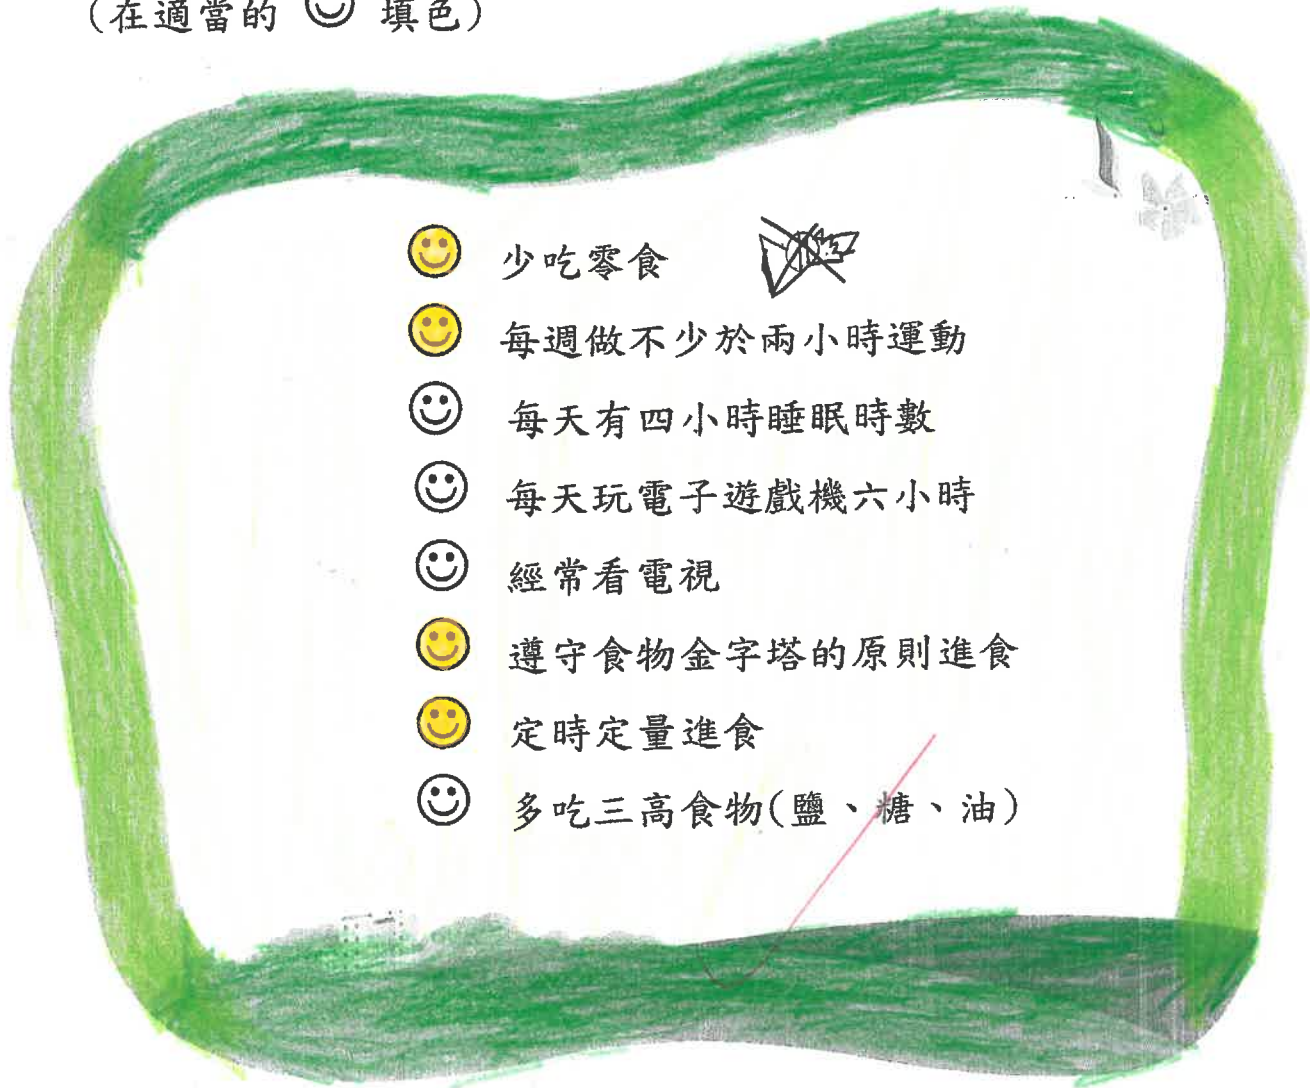 (在適當的 ☺ 填色)
少吃零食
每週做不少於兩小時運動
每天有四小時睡眠時數
每天玩電子遊戲機六小時
經常看電視
遵守食物金字塔的原則進食
定時定量進食
多吃三高食物(鹽、糖、油)